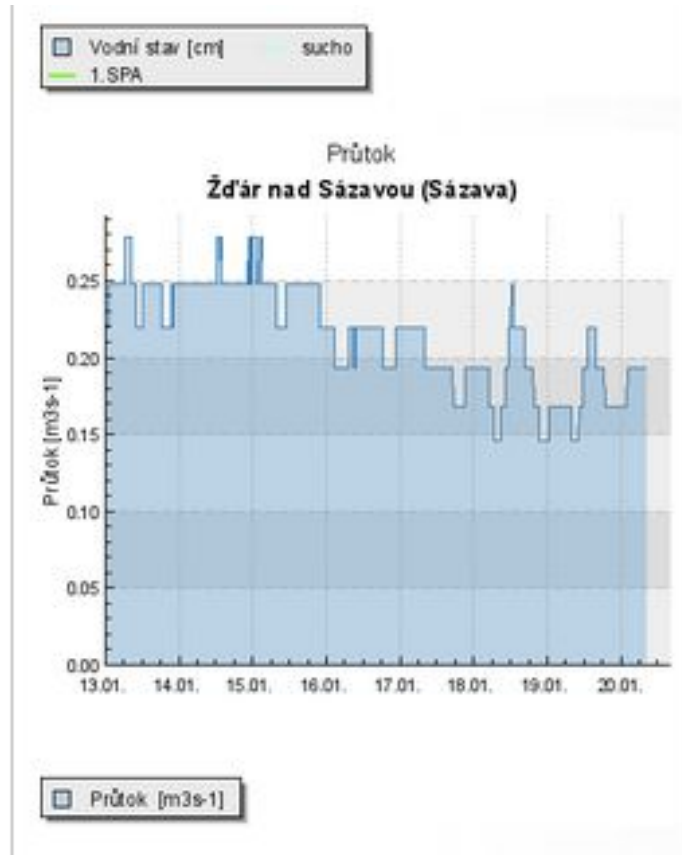 Vodní stav [cm] sucho
1.SPA
Průtok
Žďár nad Sázavou (Sázava)
Průtok [m3s-1]
0.25
0.20
0.15
0.10
0.05
0.00
13.01. 14.01. 15.01. 16.01. 17.01. 18.01. 19.01. 20.01.
Průtok [m3s-1]